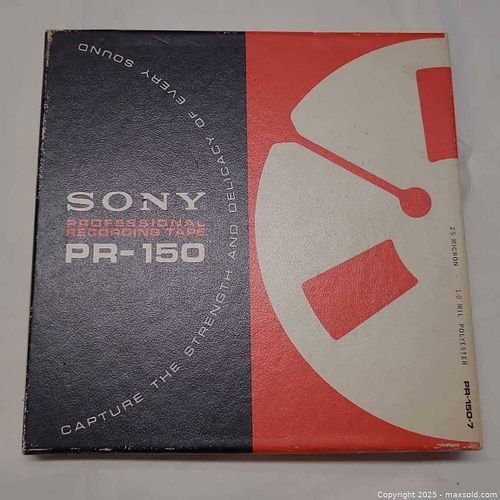 CAPTURE THE STRENGTH AND DELICACY OF EVERY SOUND
SONY
PROFESSIONAL
RECORDING TAPE
PR-150
25 MICRON · 1.0 MIL POLYESTER
PR-150-7
Copyright © 2025 - maxsold.com